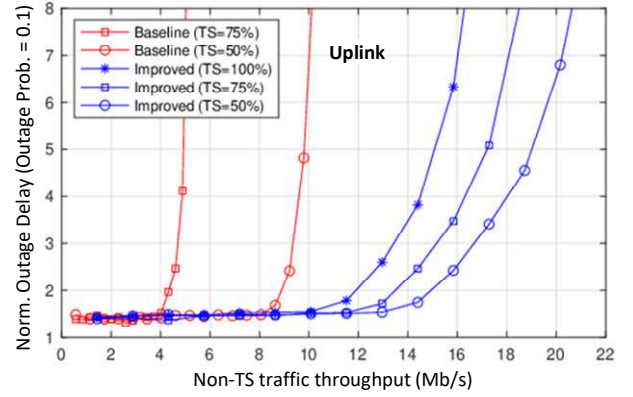 Norm. Outage Delay (Outage Prob. = 0.1)
8
7
6
5
4
3
2
1
Baseline (TS=75%)
Baseline (TS=50%)
Improved (TS=100%)
Improved (TS=75%)
Improved (TS=50%)
Uplink
0 2 4 6 8 10 12 14 16 18 20 22
Non-TS traffic throughput (Mb/s)